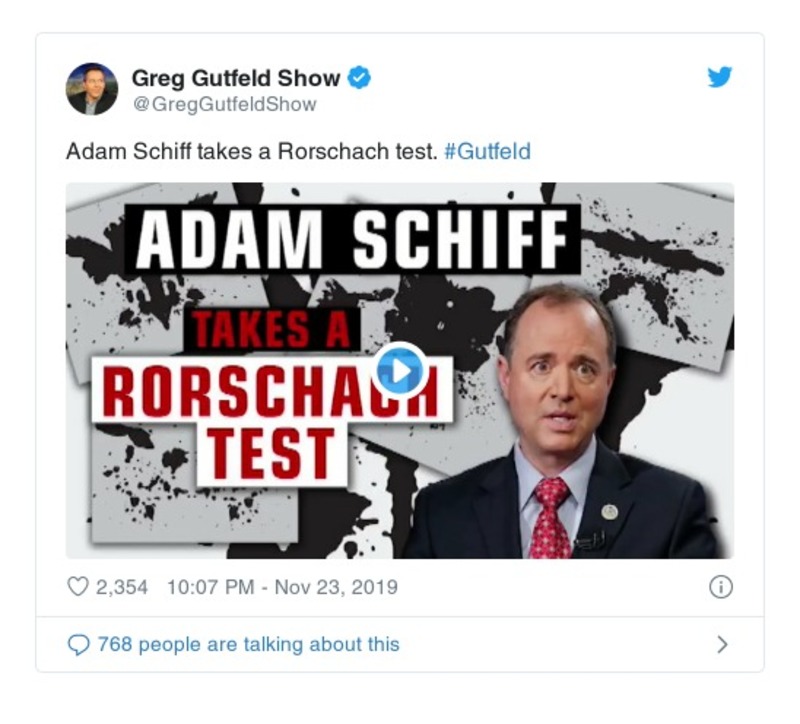 Greg Gutfeld Show
@GregGutfeldShow
Adam Schiff takes a Rorschach test. #Gutfeld
ADAM SCHIFF
TAKES A
RORSCHACH
TEST
2,354 10:07 PM - Nov 23, 2019
768 people are talking about this